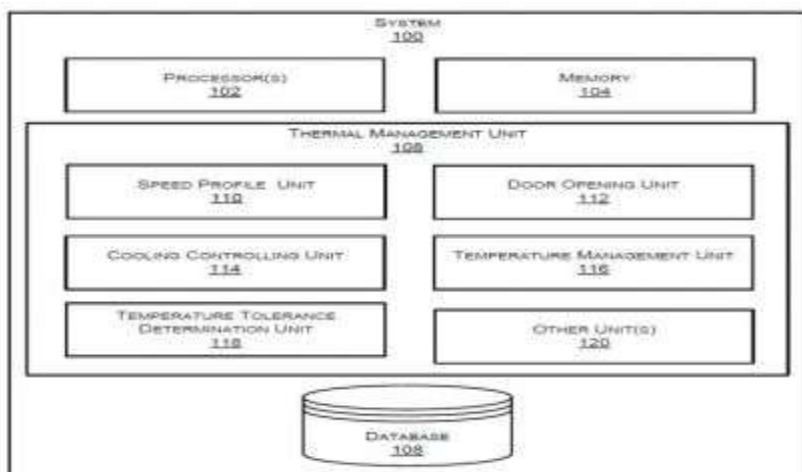 SYSTEM
100
PROCESSOR(S)
102
MEMORY
104
THERMAL MANAGEMENT UNIT
108
SPEED PROFILE UNIT
110
DOOR OPENING UNIT
112
COOLING CONTROLLING UNIT
114
TEMPERATURE MANAGEMENT UNIT
116
TEMPERATURE TOLERANCE
DETERMINATION UNIT
118
OTHER UNIT(S)
120
DATABASE
108